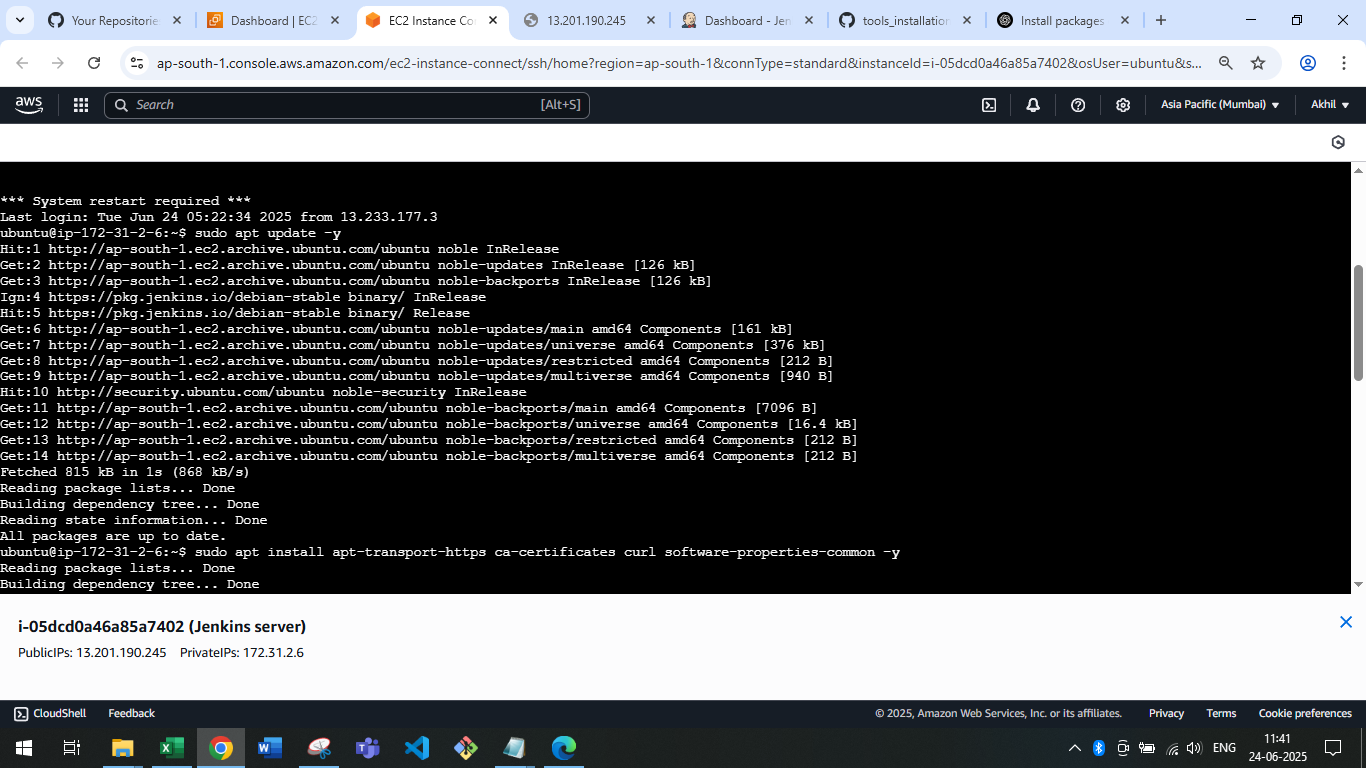 Your Repositories
Dashboard | EC2
EC2 Instance Co
13.201.190.245
Dashboard - Jen
tools_installation
Install packages
ap-south-1.console.aws.amazon.com/ec2-instance-connect/ssh/home?region=ap-south-1&connType=standard&instanceId=i-05dcd0a46a85a7402&osUser=ubuntu&s...
aws
Search
[Alt+S]
Asia Pacific (Mumbai)
Akhil
*** System restart required ***
Last login: Tue Jun 24 05:22:34 2025 from 13.233.177.3
ubuntu@ip-172-31-2-6:~$ sudo apt update -y
Hit:1 http://ap-south-1.ec2.archive.ubuntu.com/ubuntu noble InRelease
Get:2 http://ap-south-1.ec2.archive.ubuntu.com/ubuntu noble-updates InRelease [126 kB]
Get:3 http://ap-south-1.ec2.archive.ubuntu.com/ubuntu noble-backports InRelease [126 kB]
Ign:4 https://pkg.jenkins.io/debian-stable binary/ InRelease
Hit:5 https://pkg.jenkins.io/debian-stable binary/ Release
Get:6 http://ap-south-1.ec2.archive.ubuntu.com/ubuntu noble-updates/main amd64 Components [161 kB]
Get:7 http://ap-south-1.ec2.archive.ubuntu.com/ubuntu noble-updates/universe amd64 Components [376 kB]
Get:8 http://ap-south-1.ec2.archive.ubuntu.com/ubuntu noble-updates/restricted amd64 Components [212 B]
Get:9 http://ap-south-1.ec2.archive.ubuntu.com/ubuntu noble-updates/multiverse amd64 Components [940 B]
Hit:10 http://security.ubuntu.com/ubuntu noble-security InRelease
Get:11 http://ap-south-1.ec2.archive.ubuntu.com/ubuntu noble-backports/main amd64 Components [7096 B]
Get:12 http://ap-south-1.ec2.archive.ubuntu.com/ubuntu noble-backports/universe amd64 Components [16.4 kB]
Get:13 http://ap-south-1.ec2.archive.ubuntu.com/ubuntu noble-backports/restricted amd64 Components [212 B]
Get:14 http://ap-south-1.ec2.archive.ubuntu.com/ubuntu noble-backports/multiverse amd64 Components [212 B]
Fetched 815 kB in 1s (868 kB/s)
Reading package lists... Done
Building dependency tree... Done
Reading state information... Done
All packages are up to date.
ubuntu@ip-172-31-2-6:~$ sudo apt install apt-transport-https ca-certificates curl software-properties-common -y
Reading package lists... Done
Building dependency tree... Done
i-05dcd0a46a85a7402 (Jenkins server)
PublicIPs: 13.201.190.245 PrivateIPs: 172.31.2.6
CloudShell
Feedback
© 2025, Amazon Web Services, Inc. or its affiliates.
Privacy
Terms
Cookie preferences
ENG
11:41
24-06-2025